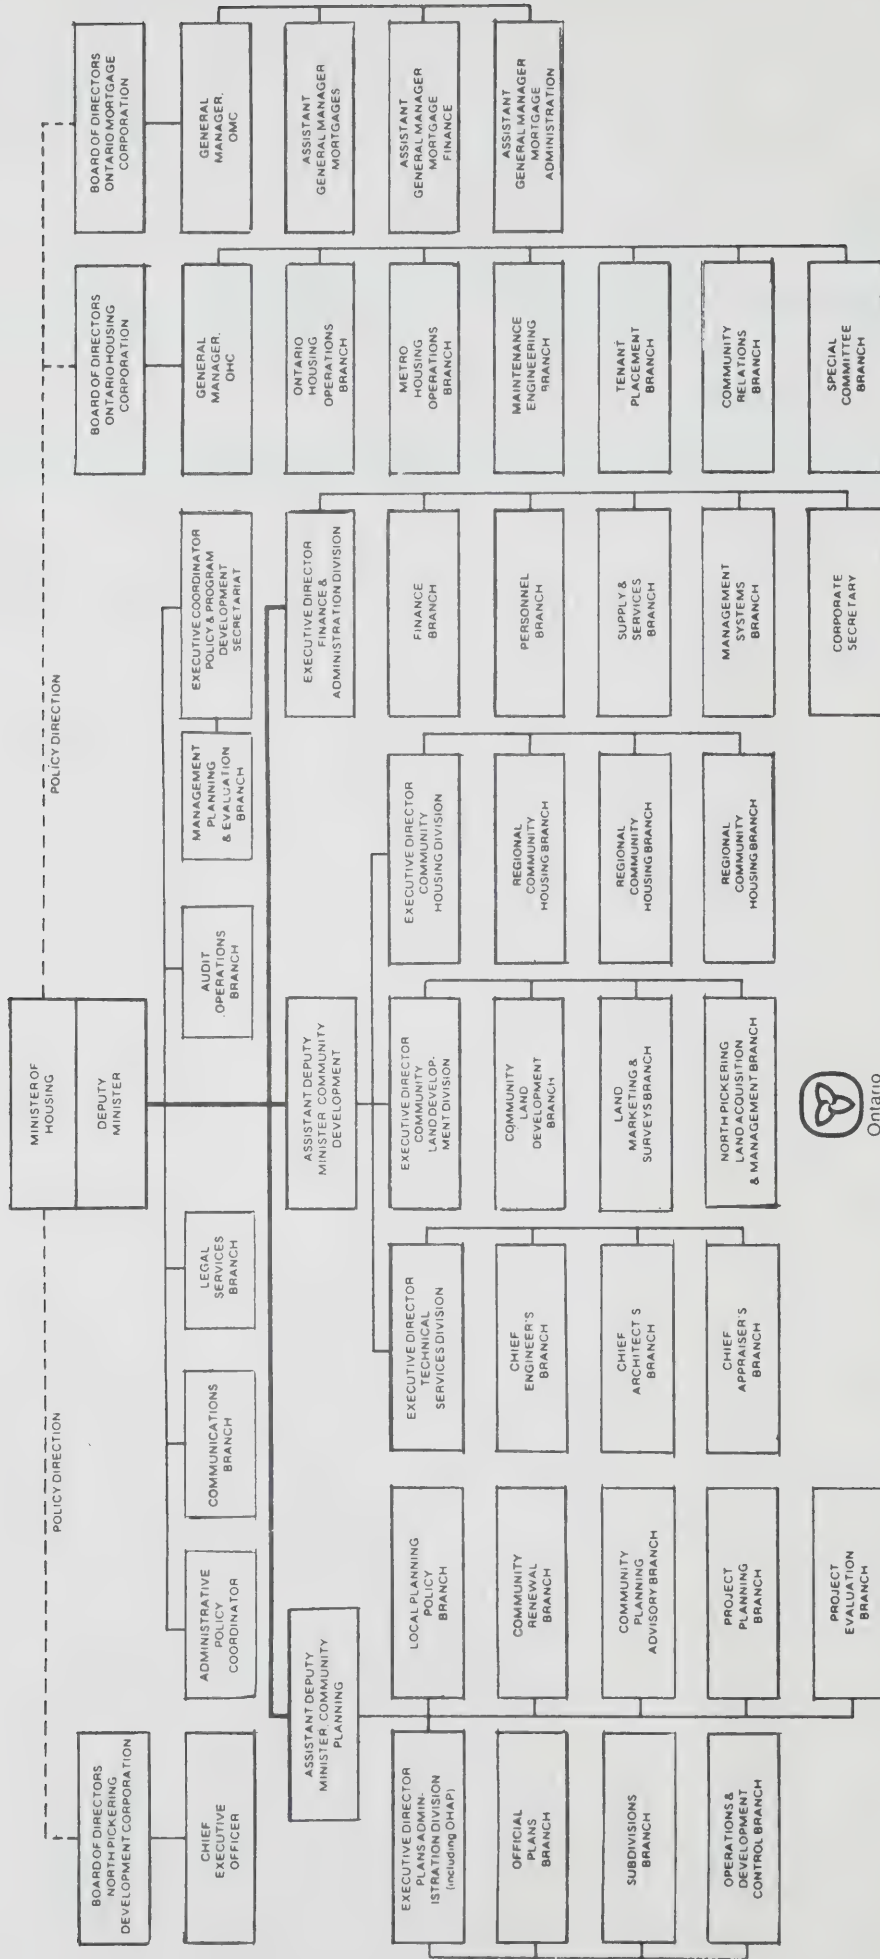 MINISTER OF
HOUSING
DEPUTY
MINISTER
POLICY DIRECTION
POLICY DIRECTION
BOARD OF DIRECTORS
NORTH PICKERING
DEVELOPMENT CORPORATION
CHIEF
EXECUTIVE
OFFICER
BOARD OF DIRECTORS
ONTARIO HOUSING
CORPORATION
BOARD OF DIRECTORS
ONTARIO MORTGAGE
CORPORATION
ADMINISTRATIVE
POLICY
COORDINATOR
COMMUNICATIONS
BRANCH
LEGAL
SERVICES
BRANCH
AUDIT
OPERATIONS
BRANCH
MANAGEMENT
PLANNING
& EVALUATION
BRANCH
EXECUTIVE COORDINATOR
POLICY & PROGRAM
DEVELOPMENT
SECRETARIAT
GENERAL
MANAGER,
OHC
GENERAL
MANAGER,
OMC
ASSISTANT DEPUTY
MINISTER, COMMUNITY
PLANNING
ASSISTANT DEPUTY
MINISTER COMMUNITY
DEVELOPMENT
EXECUTIVE DIRECTOR
FINANCE &
ADMINISTRATION DIVISION
ONTARIO
HOUSING
OPERATIONS
BRANCH
ASSISTANT
GENERAL MANAGER
MORTGAGES
EXECUTIVE DIRECTOR
PLANS ADMIN-
ISTRATION DIVISION
(including OHAP)
LOCAL PLANNING
POLICY
BRANCH
EXECUTIVE DIRECTOR
TECHNICAL
SERVICES DIVISION
EXECUTIVE DIRECTOR
COMMUNITY
LAND DEVELOP-
MENT DIVISION
EXECUTIVE DIRECTOR
COMMUNITY
HOUSING DIVISION
FINANCE
BRANCH
METRO
HOUSING
OPERATIONS
BRANCH
ASSISTANT
GENERAL MANAGER
MORTGAGE
FINANCE
OFFICIAL
PLANS
BRANCH
COMMUNITY
RENEWAL
BRANCH
CHIEF
ENGINEER'S
BRANCH
COMMUNITY
LAND
DEVELOPMENT
BRANCH
REGIONAL
COMMUNITY
HOUSING BRANCH
PERSONNEL
BRANCH
MAINTENANCE
ENGINEERING
BRANCH
ASSISTANT
GENERAL MANAGER
MORTGAGE
ADMINISTRATION
SUBDIVISIONS
BRANCH
COMMUNITY
PLANNING
ADVISORY BRANCH
CHIEF
ARCHITECT S
BRANCH
LAND
MARKETING &
SURVEYS BRANCH
REGIONAL
COMMUNITY
HOUSING BRANCH
SUPPLY &
SERVICES
BRANCH
TENANT
PLACEMENT
BRANCH
OPERATIONS &
DEVELOPMENT
CONTROL BRANCH
PROJECT
PLANNING
BRANCH
CHIEF
APPRAISER'S
BRANCH
NORTH PICKERING
LAND ACQUISITION
& MANAGEMENT BRANCH
REGIONAL
COMMUNITY
HOUSING BRANCH
MANAGEMENT
SYSTEMS
BRANCH
COMMUNITY
RELATIONS
BRANCH
PROJECT
EVALUATION
BRANCH
CORPORATE
SECRETARY
SPECIAL
COMMITTEE
BRANCH
Ontario